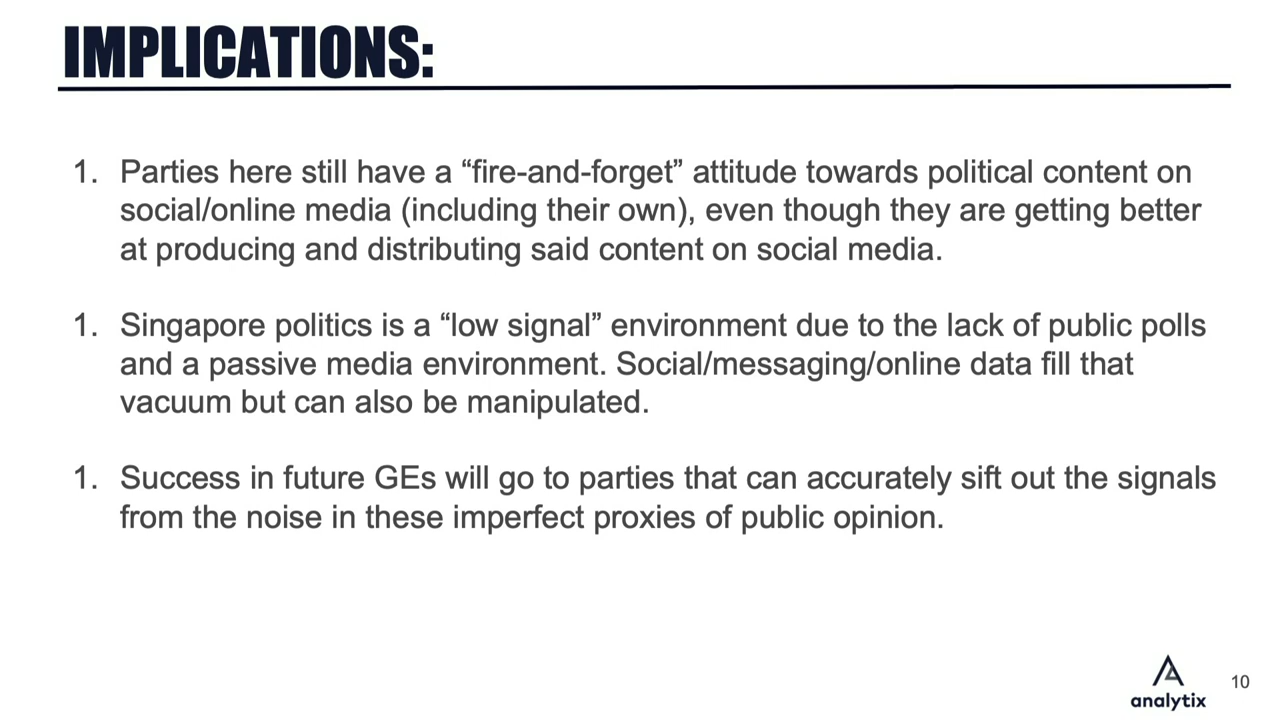 IMPLICATIONS:
1. Parties here still have a “fire-and-forget” attitude towards political content on
social/online media (including their own), even though they are getting better
at producing and distributing said content on social media.
1. Singapore politics is a “low signal” environment due to the lack of public polls
and a passive media environment. Social/messaging/online data fill that
vacuum but can also be manipulated.
1. Success in future GEs will go to parties that can accurately sift out the signals
from the noise in these imperfect proxies of public opinion.
analytix
10